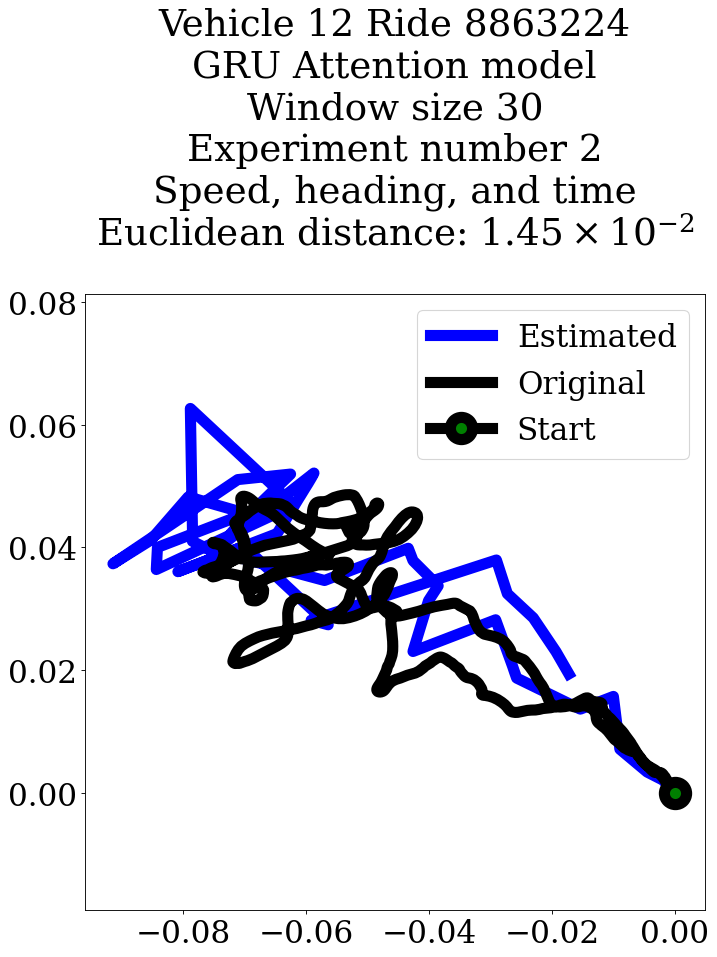 Vehicle 12 Ride 8863224
GRU Attention model
Window size 30
Experiment number 2
Speed, heading, and time
Euclidean distance: 1.45 × 10⁻²
0.08
0.06
0.04
0.02
0.00
Estimated
Original
Start
−0.08
−0.06
−0.04
−0.02
0.00